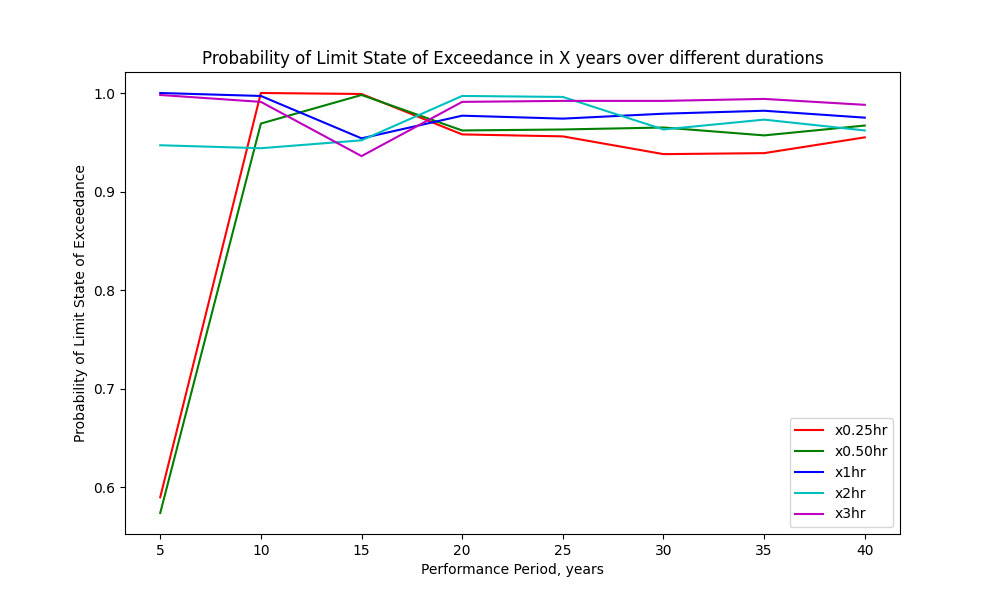 Probability of Limit State of Exceedance in X years over different durations
Probability of Limit State of Exceedance
1.0
0.9
0.8
0.7
0.6
x0.25hr
x0.50hr
x1hr
x2hr
x3hr
5 10 15 20 25 30 35 40
Performance Period, years